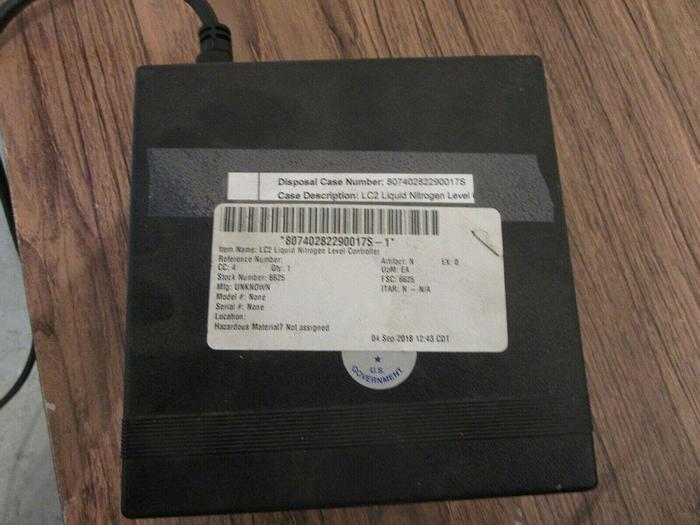 Disposal Case Number: 80740282290017S
Case Description: LC2 Liquid Nitrogen Level
*80740282290017S-1*
Item Name: LC2 Liquid Nitrogen Level Controller
Reference Number:
Artifact: N EX: 0
CC: 4 Qty: 1 UoM: EA
Stock Number: 6625 FSC: 6625
Mfg: UNKNOWN ITAR: N - N/A
Model #: None
Serial #: None
Location:
Hazardous Material? Not assigned
04 Sep 2018 12:43 CDT
U.S.
GOVERNMENT